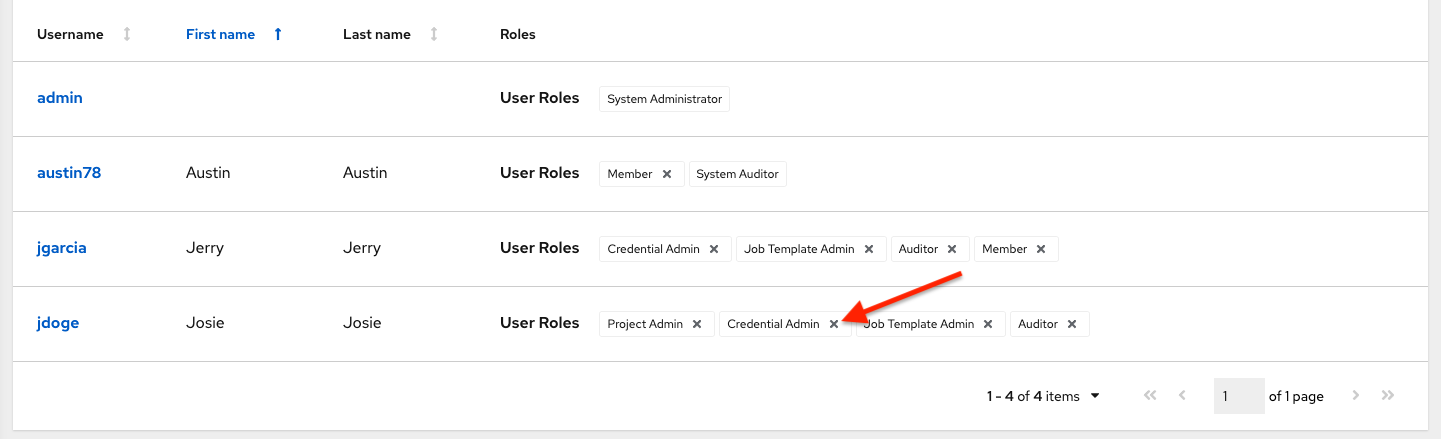 Username First name Last name Roles
admin User Roles System Administrator
austin78 Austin Austin User Roles Member System Auditor
jgarcia Jerry Jerry User Roles Credential Admin Job Template Admin Auditor Member
jdoge Josie Josie User Roles Project Admin Credential Admin Job Template Admin Auditor
1 - 4 of 4 items 1 of 1 page